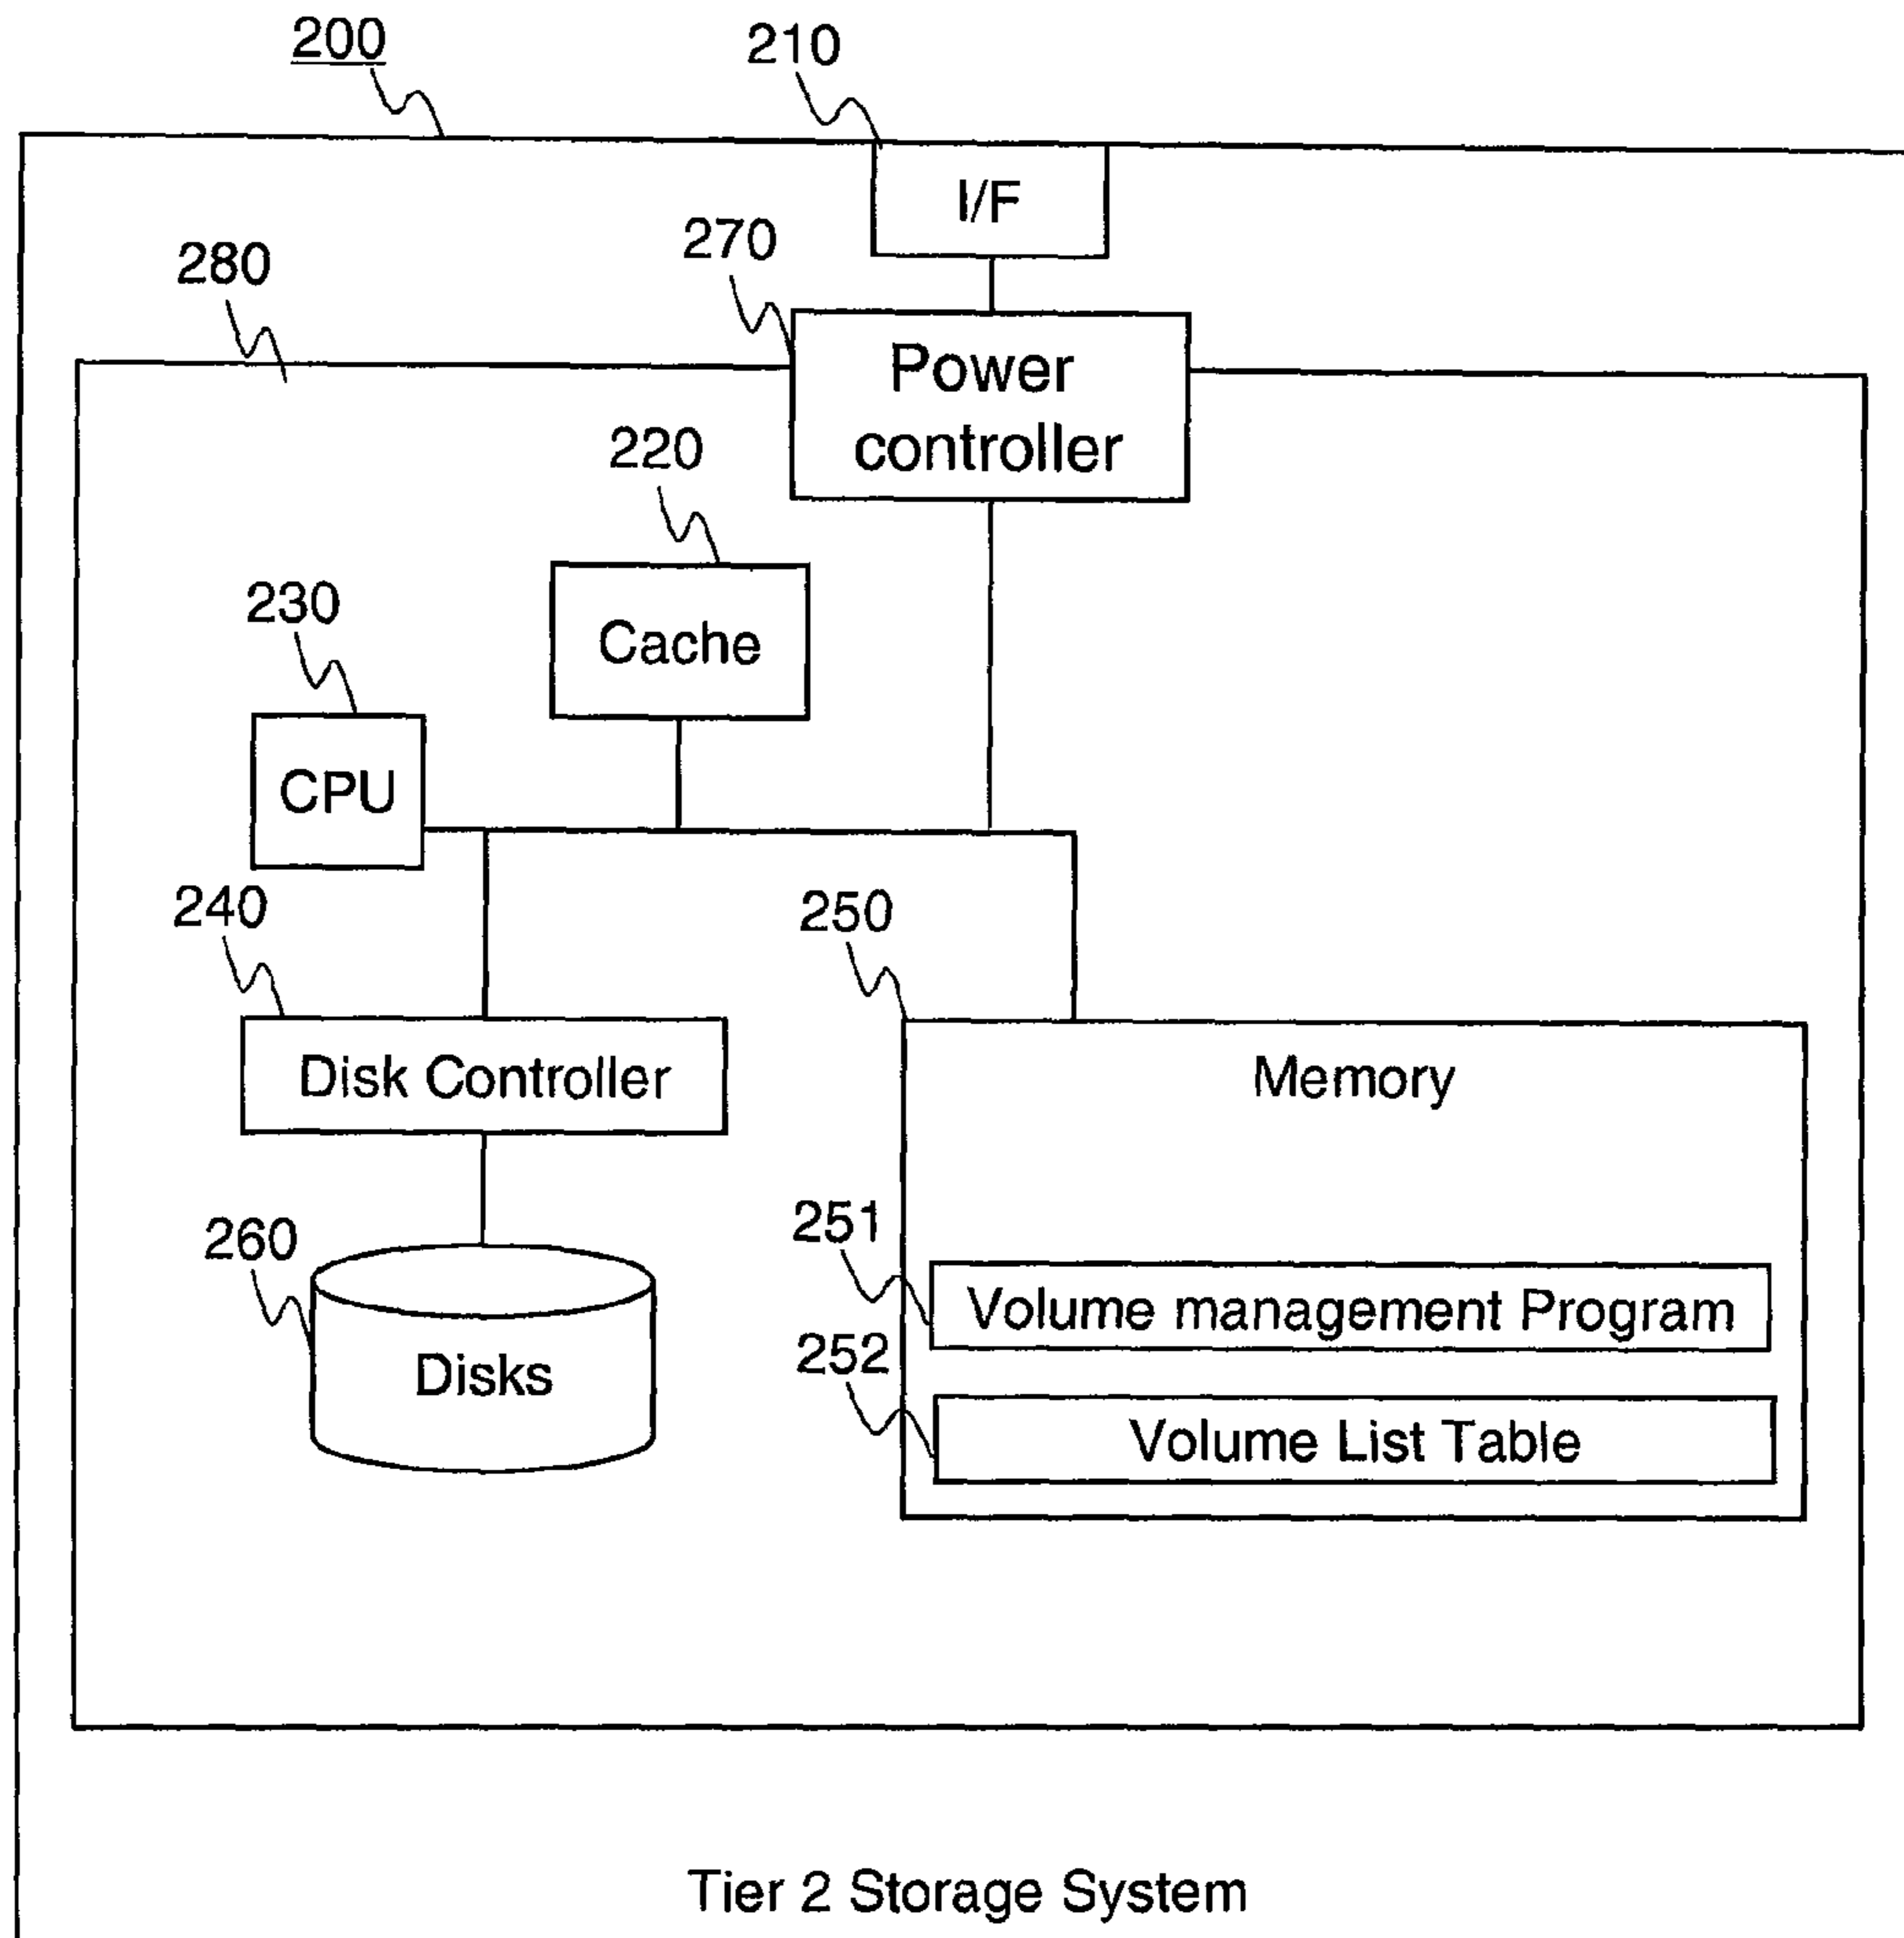 200
210
I/F
270
280
Power
controller
220
Cache
230
CPU
240
250
Disk Controller
Memory
260
Disks
251
Volume management Program
252
Volume List Table
Tier 2 Storage System